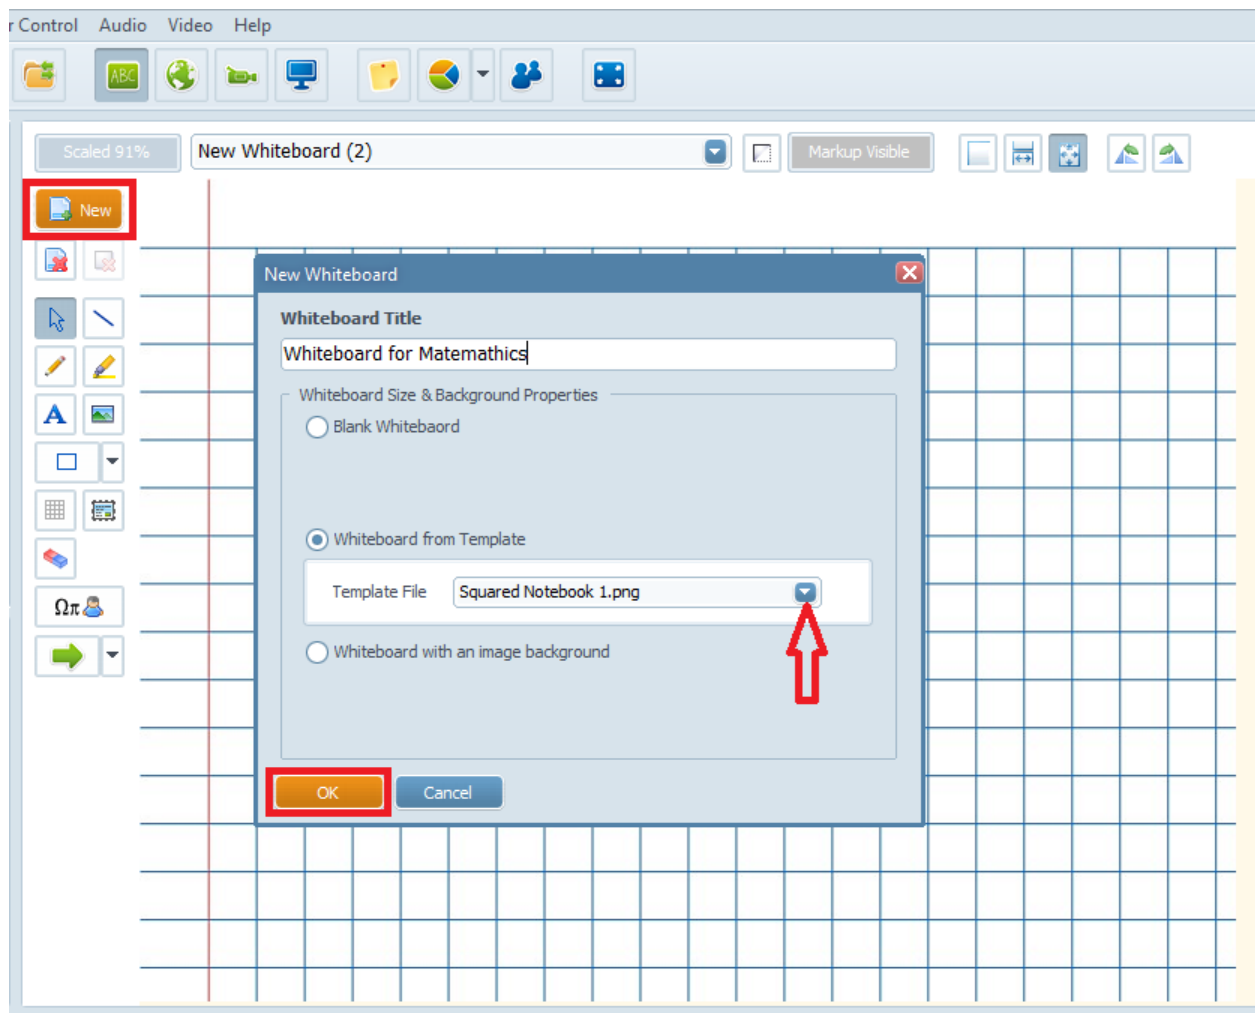 r Control Audio Video Help
ABC
Scaled 91% New Whiteboard (2) Markup Visible
New
New Whiteboard
Whiteboard Title
Whiteboard for Matemathics
Whiteboard Size & Background Properties
Blank Whitebaord
Whiteboard from Template
Template File Squared Notebook 1.png
Whiteboard with an image background
OK Cancel
A
Ωπ